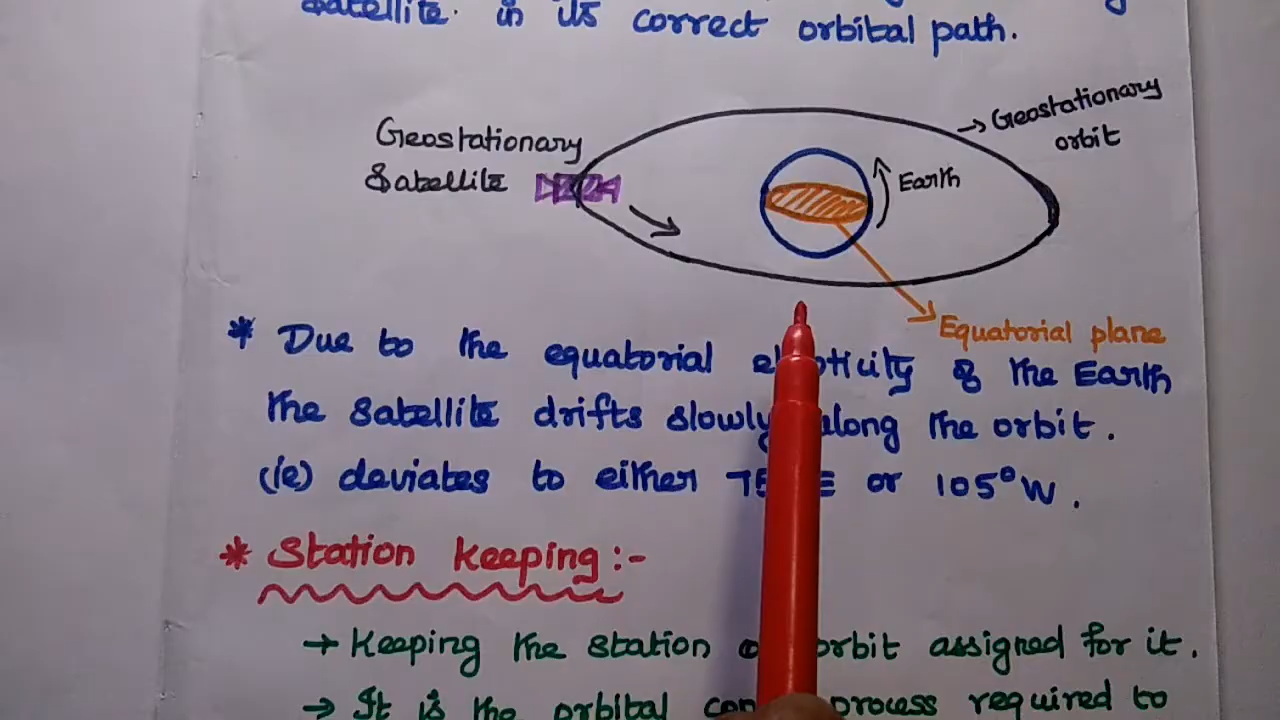 satellite. in its correct orbital path.
Geostationary
Satellite
→ Geostationary
orbit
Earth
Equatorial plane
* Due to the equatorial of the Earth
the satellite drifts slowly along the orbit.
(ie) deviates to either or 105°W.
* Station keeping:-
→ Keeping the station orbit assigned for it.
→ It is the orbital process required to